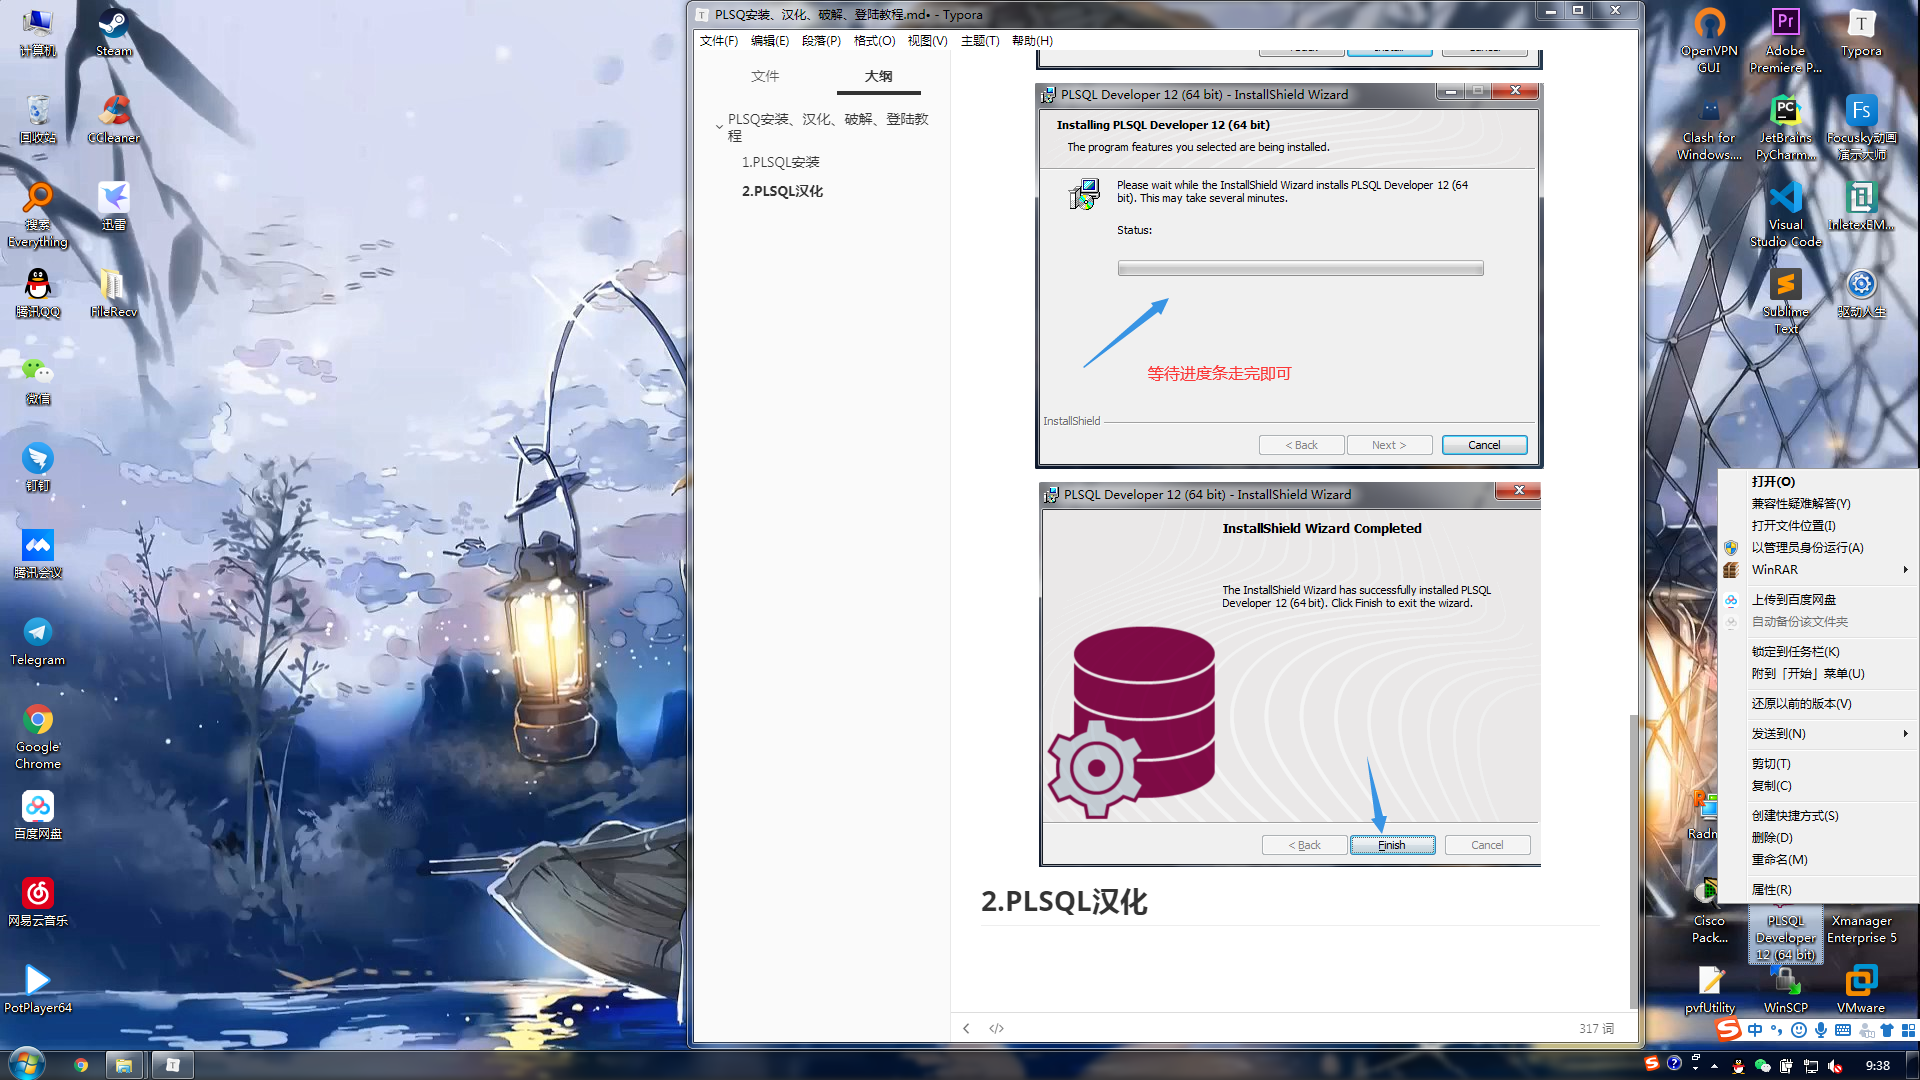 计算机
Steam
回收站
CCleaner
搜索
Everything
迅雷
腾讯QQ
FileRecv
微信
钉钉
腾讯会议
Telegram
Google
Chrome
百度网盘
网易云音乐
PotPlayer64
PLSQ安装、汉化、破解、登陆教程.md• - Typora
文件(F) 编辑(E) 段落(P) 格式(O) 视图(V) 主题(T) 帮助(H)
文件 大纲
PLSQ安装、汉化、破解、登陆教
程
1.PLSQL安装
2.PLSQL汉化
PLSQL Developer 12 (64 bit) - InstallShield Wizard
Installing PLSQL Developer 12 (64 bit)
The program features you selected are being installed.
Please wait while the InstallShield Wizard installs PLSQL Developer 12 (64
bit). This may take several minutes.
Status:
等待进度条走完即可
InstallShield
< Back Next > Cancel
PLSQL Developer 12 (64 bit) - InstallShield Wizard
InstallShield Wizard Completed
The InstallShield Wizard has successfully installed PLSQL
Developer 12 (64 bit). Click Finish to exit the wizard.
< Back Finish Cancel
2.PLSQL汉化
317 词
OpenVPN
GUI
Adobe
Premiere P...
Typora
Clash for
Windows....
JetBrains
PyCharm...
Focusky动画
演示大师
Visual
Studio Code
InletexEM...
Sublime
Text
驱动人生
打开(O)
兼容性疑难解答(Y)
打开文件位置(I)
以管理员身份运行(A)
WinRAR
上传到百度网盘
自动备份该文件夹
锁定到任务栏(K)
附到「开始」菜单(U)
还原以前的版本(V)
发送到(N)
剪切(T)
复制(C)
创建快捷方式(S)
删除(D)
重命名(M)
属性(R)
Radm
Cisco
Pack...
PLSQL
Developer
12 (64 bit)
Xmanager
Enterprise 5
pvfUtility
WinSCP
VMware
中
9:38